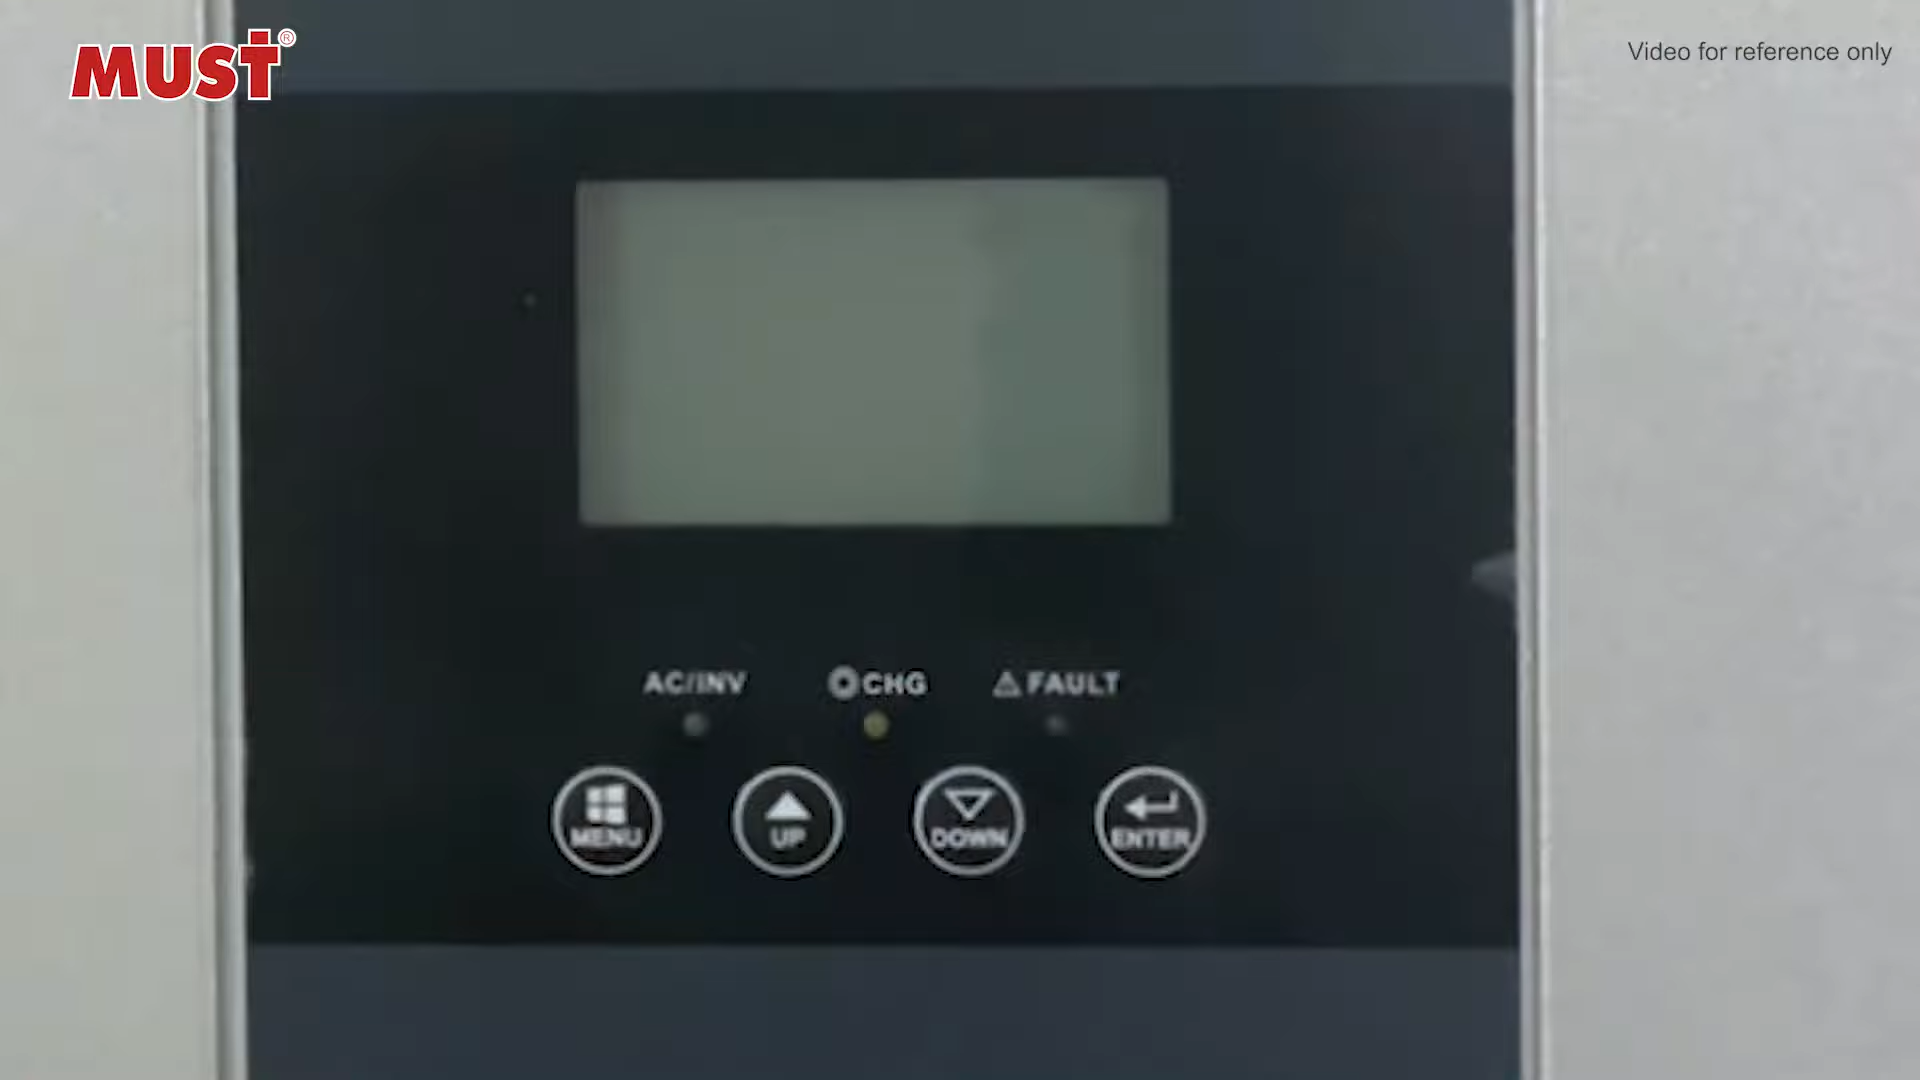 MUST®
Video for reference only
AC/INV
CHG
FAULT
MENU
UP
DOWN
ENTER